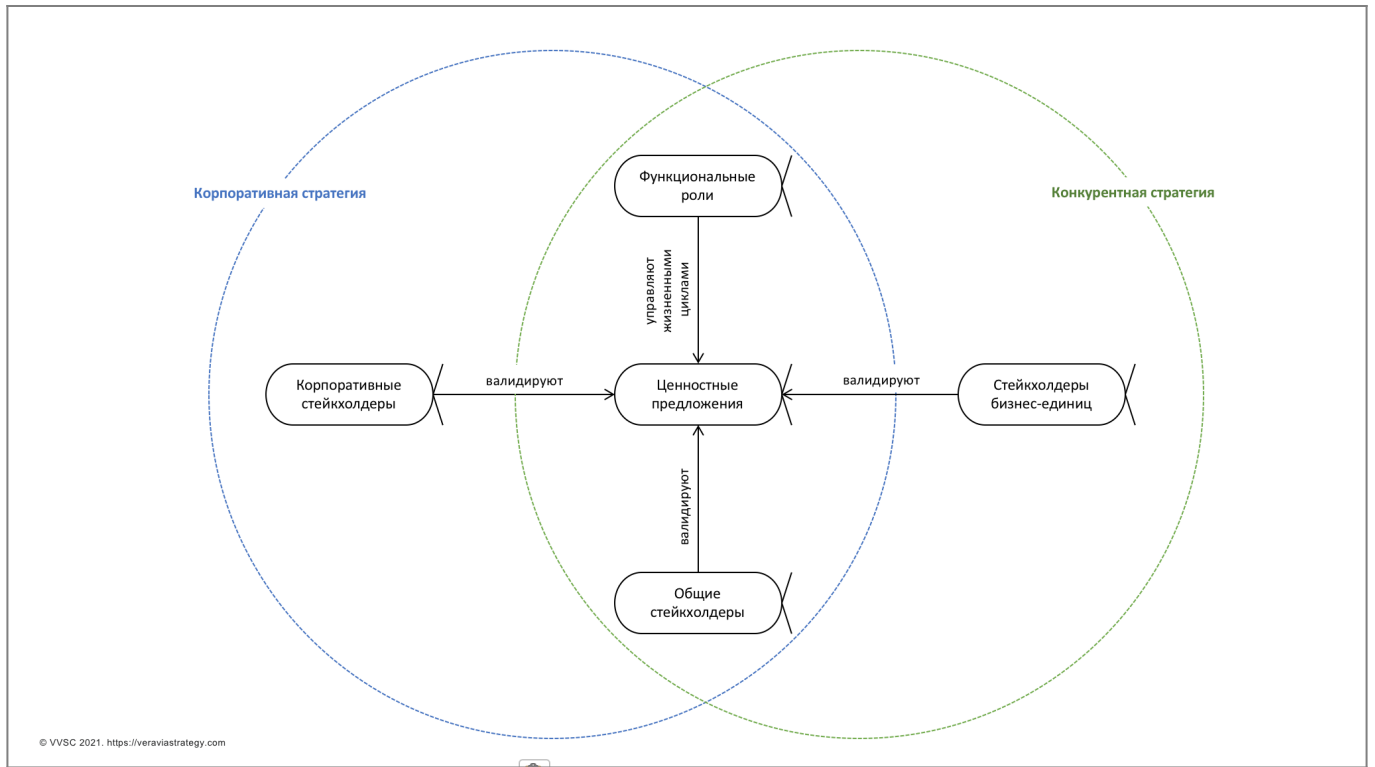 Функциональные
роли
Корпоративная стратегия
Конкурентная стратегия
управляют
жизненными
циклами
Корпоративные
стейкхолдеры
валидируют
Ценностные
предложения
валидируют
Стейкхолдеры
бизнес-единиц
валидируют
Общие
стейкхолдеры
© VVSC 2021. https://veraviastrategy.com